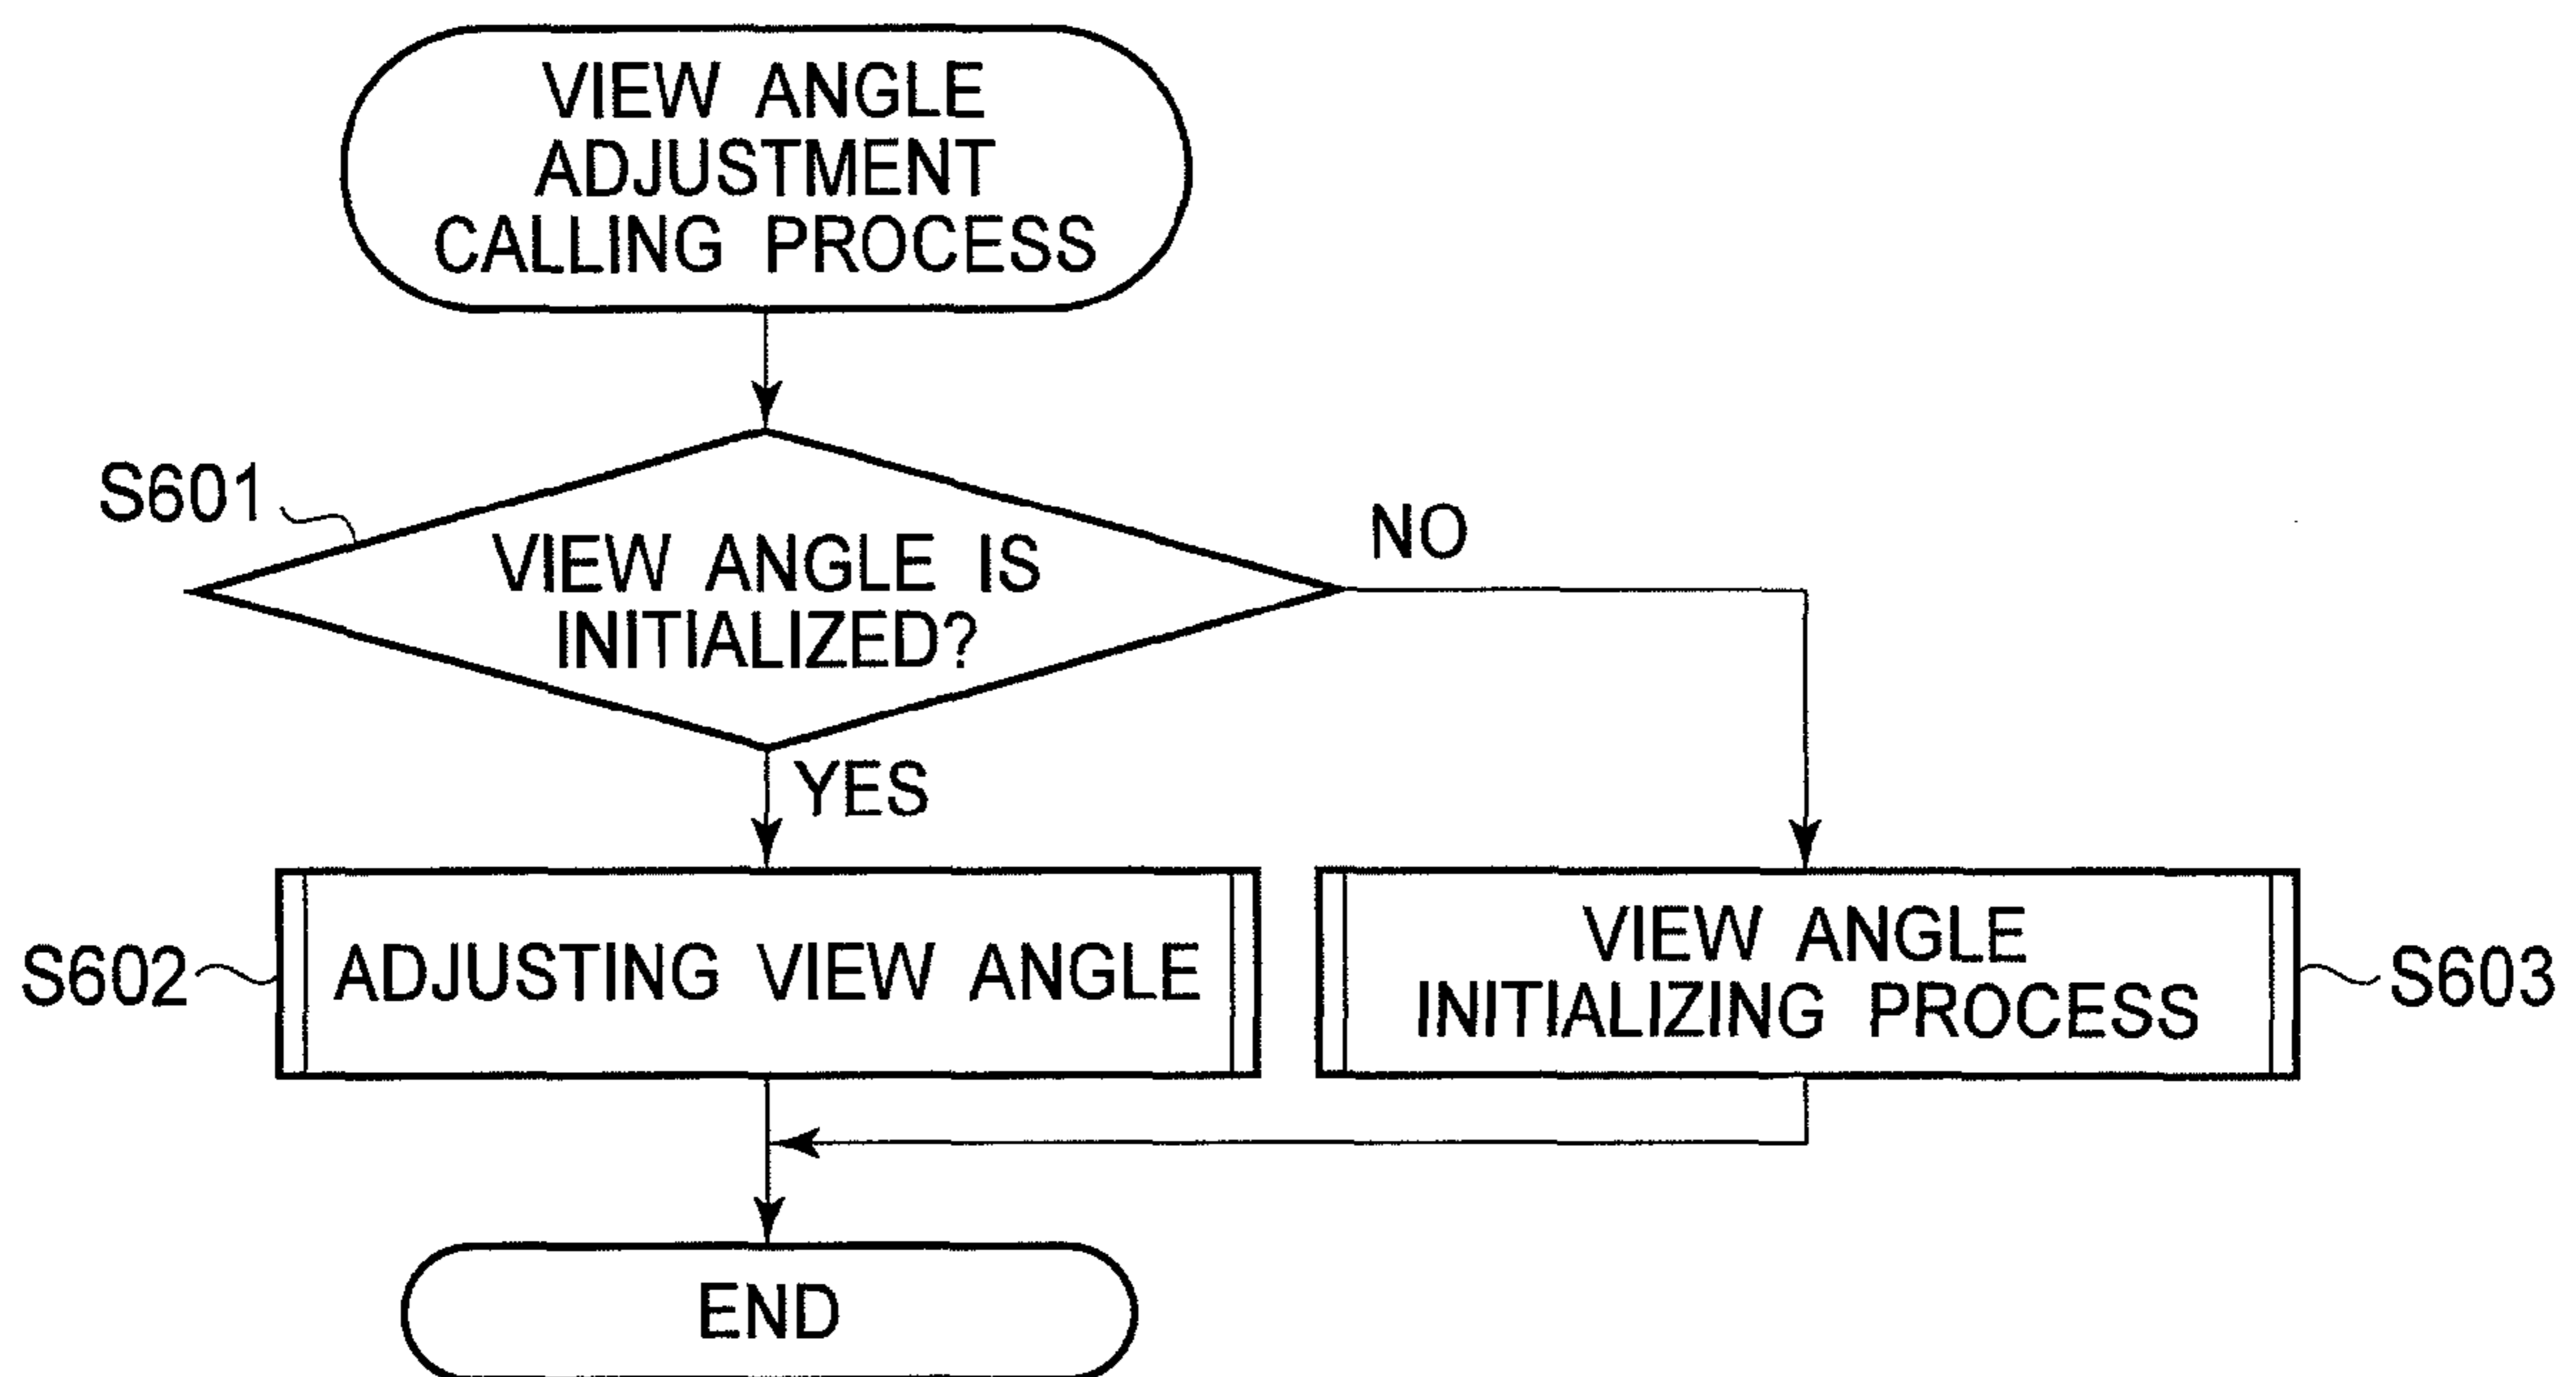 VIEW ANGLE
ADJUSTMENT
CALLING PROCESS
S601
VIEW ANGLE IS
INITIALIZED?
NO
YES
S602
ADJUSTING VIEW ANGLE
VIEW ANGLE
INITIALIZING PROCESS
S603
END